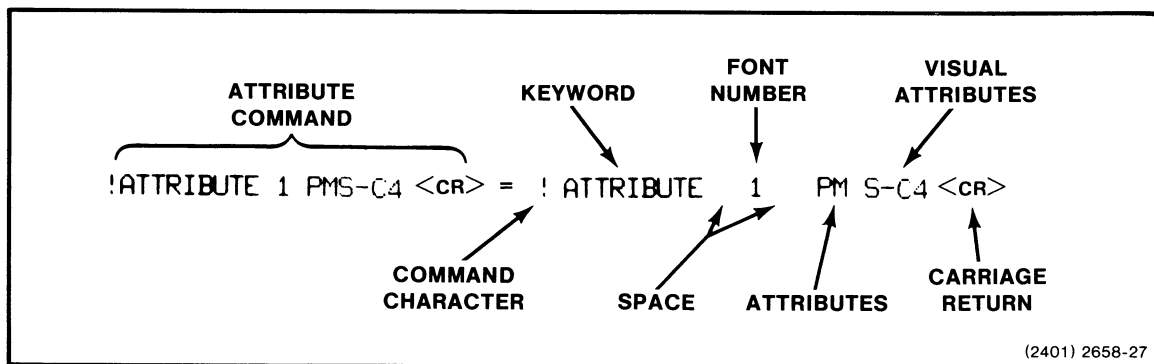 ATTRIBUTE
COMMAND
KEYWORD
FONT
NUMBER
VISUAL
ATTRIBUTES
!ATTRIBUTE 1 PMS-C4 <CR> = ! ATTRIBUTE 1 PM S-C4 <CR>
COMMAND
CHARACTER
SPACE
ATTRIBUTES
CARRIAGE
RETURN
(2401) 2658-27